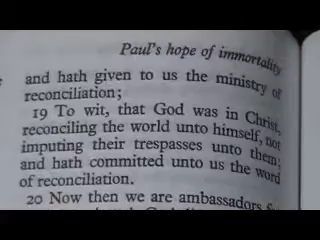 Paul's hope of immortality
and hath given to us the ministry of
reconciliation;
19 To wit, that God was in Christ,
reconciling the world unto himself, not
imputing their trespasses unto them;
and hath committed unto us the word
of reconciliation.
20 Now then we are ambassadors